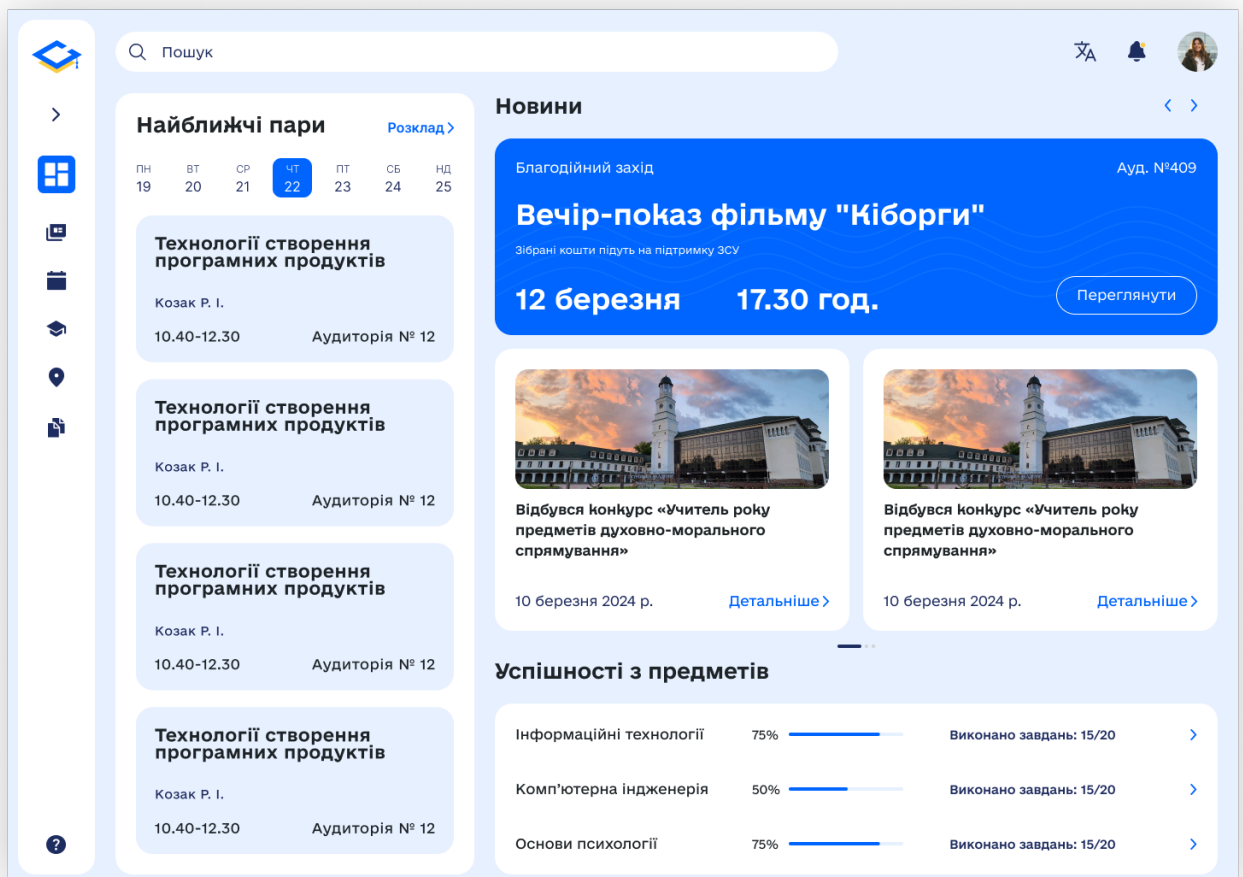 Пошук
Найближчі пари
Розклад
ПН ВТ СР ЧТ ПТ СБ НД
19 20 21 22 23 24 25
Технології створення
програмних продуктів
Козак Р. І.
10.40-12.30 Аудиторія № 12
Технології створення
програмних продуктів
Козак Р. І.
10.40-12.30 Аудиторія № 12
Технології створення
програмних продуктів
Козак Р. І.
10.40-12.30 Аудиторія № 12
Технології створення
програмних продуктів
Козак Р. І.
10.40-12.30 Аудиторія № 12
Новини
Благодійний захід Ауд. №409
Вечір-показ фільму "Кіборги"
Зібрані кошти підуть на підтримку ЗСУ
12 березня 17.30 год.
Переглянути
Відбувся конкурс «Учитель року
предметів духовно-морального
спрямування»
10 березня 2024 р. Детальніше
Відбувся конкурс «Учитель року
предметів духовно-морального
спрямування»
10 березня 2024 р. Детальніше
Успішності з предметів
Інформаційні технології 75% Виконано завдань: 15/20
Комп’ютерна індженерія 50% Виконано завдань: 15/20
Основи психології 75% Виконано завдань: 15/20